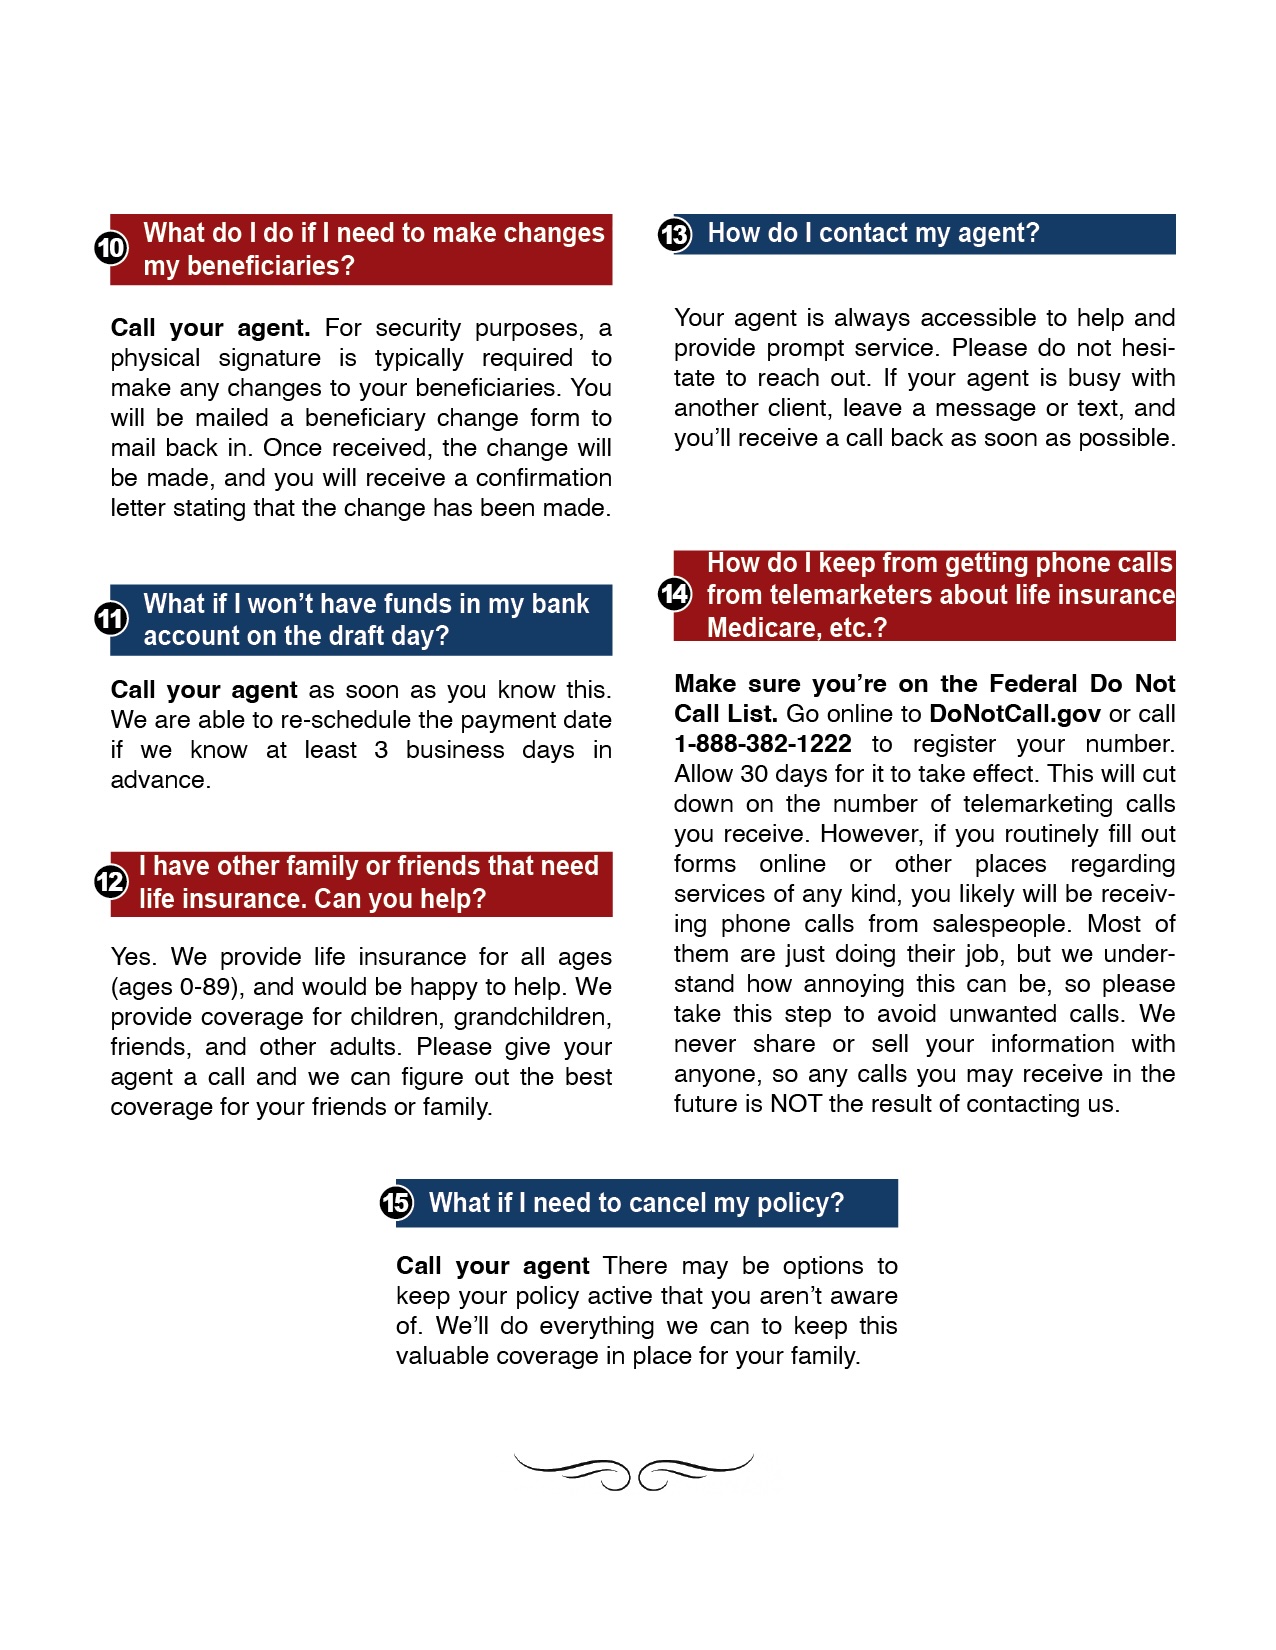 10
What do I do if I need to make changes
my beneficiaries?
Call your agent. For security purposes, a
physical signature is typically required to
make any changes to your beneficiaries. You
will be mailed a beneficiary change form to
mail back in. Once received, the change will
be made, and you will receive a confirmation
letter stating that the change has been made.
11
What if I won’t have funds in my bank
account on the draft day?
Call your agent as soon as you know this.
We are able to re-schedule the payment date
if we know at least 3 business days in
advance.
12
I have other family or friends that need
life insurance. Can you help?
Yes. We provide life insurance for all ages
(ages 0-89), and would be happy to help. We
provide coverage for children, grandchildren,
friends, and other adults. Please give your
agent a call and we can figure out the best
coverage for your friends or family.
13
How do I contact my agent?
Your agent is always accessible to help and
provide prompt service. Please do not hesi-
tate to reach out. If your agent is busy with
another client, leave a message or text, and
you’ll receive a call back as soon as possible.
14
How do I keep from getting phone calls
from telemarketers about life insurance
Medicare, etc.?
Make sure you’re on the Federal Do Not
Call List. Go online to DoNotCall.gov or call
1-888-382-1222 to register your number.
Allow 30 days for it to take effect. This will cut
down on the number of telemarketing calls
you receive. However, if you routinely fill out
forms online or other places regarding
services of any kind, you likely will be receiv-
ing phone calls from salespeople. Most of
them are just doing their job, but we under-
stand how annoying this can be, so please
take this step to avoid unwanted calls. We
never share or sell your information with
anyone, so any calls you may receive in the
future is NOT the result of contacting us.
15
What if I need to cancel my policy?
Call your agent There may be options to
keep your policy active that you aren’t aware
of. We’ll do everything we can to keep this
valuable coverage in place for your family.